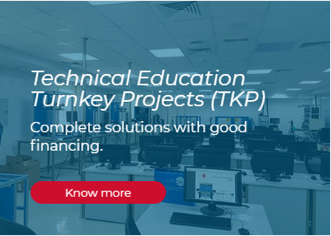 Technical Education
Turnkey Projects (TKP)
Complete solutions with good
financing.
Know more